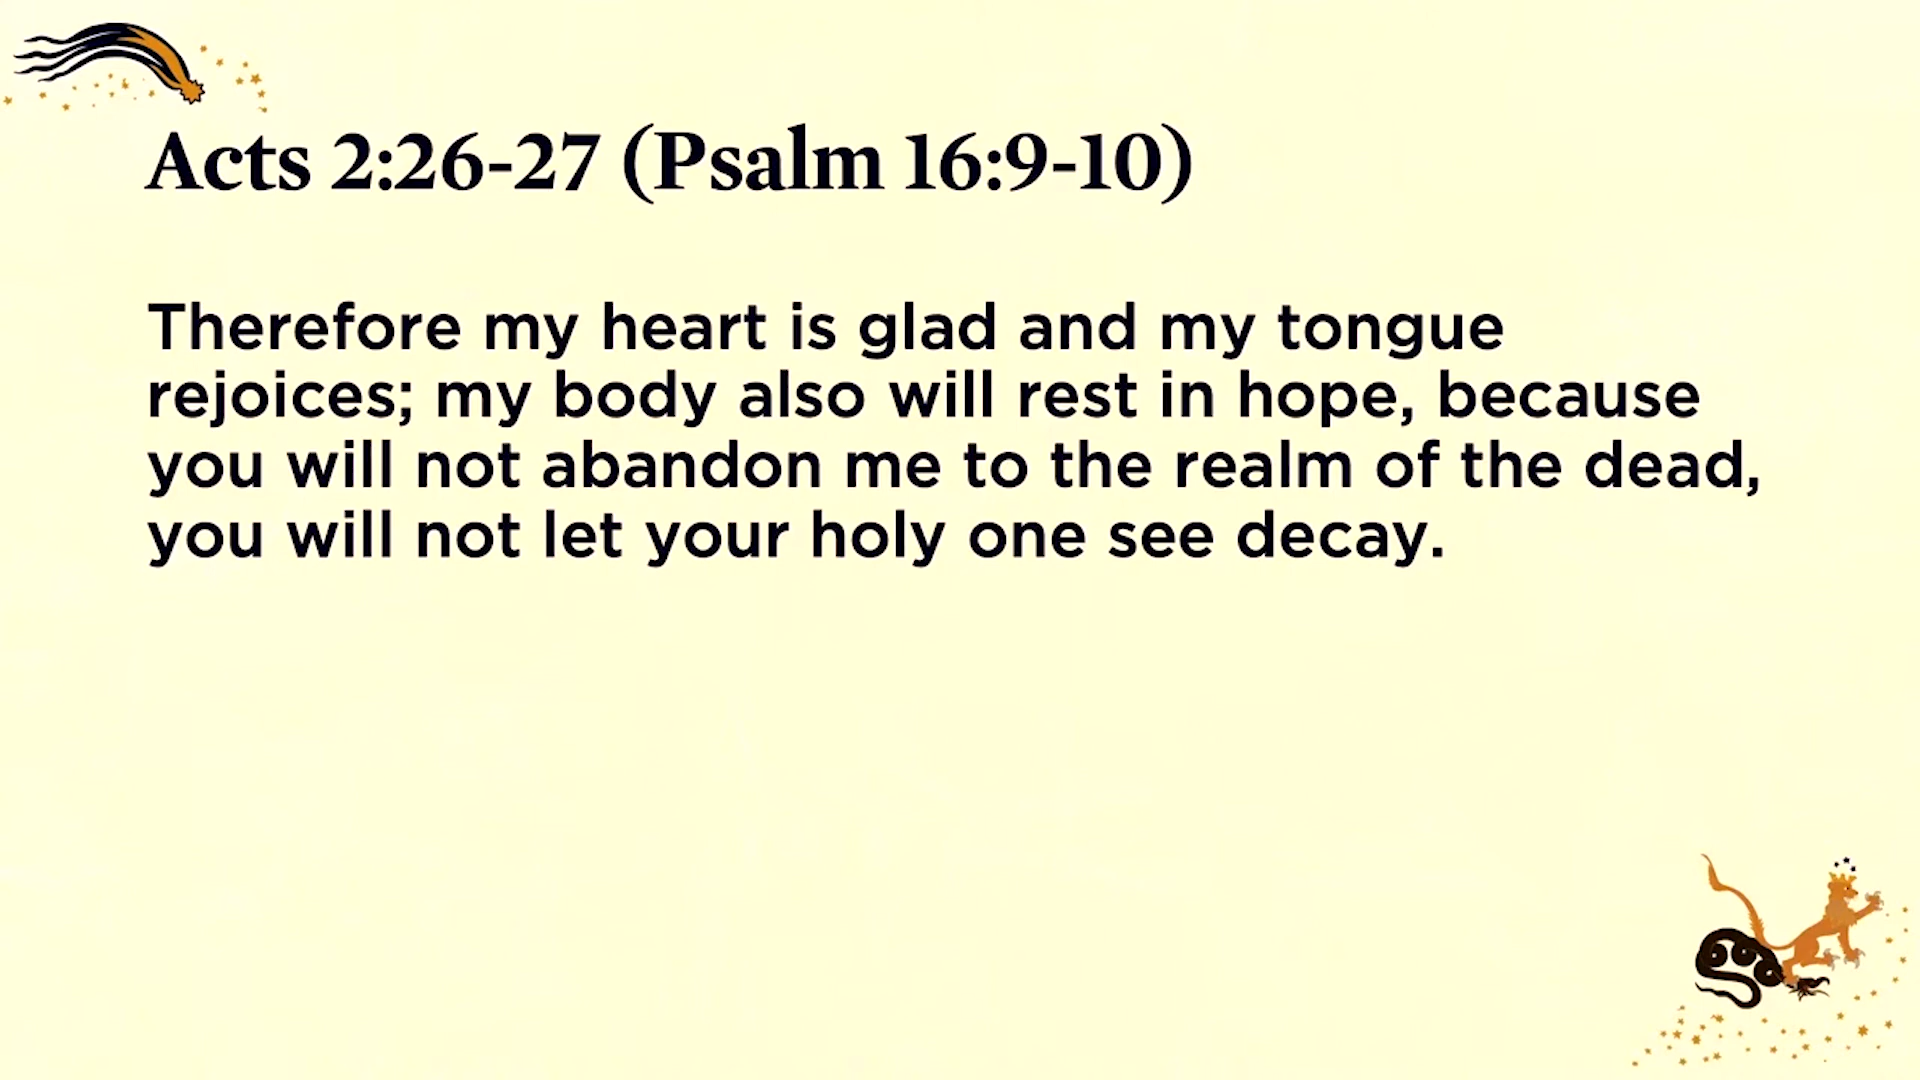 Acts 2:26-27 (Psalm 16:9-10)
Therefore my heart is glad and my tongue
rejoices; my body also will rest in hope, because
you will not abandon me to the realm of the dead,
you will not let your holy one see decay.